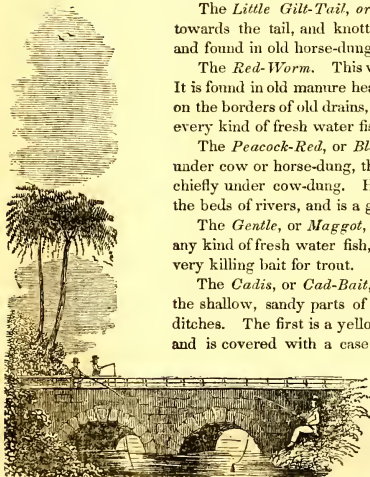 The Little Gilt-Tail, or
towards the tail, and knott
and found in old horse-dung
The Red-Worm. This w
It is found in old manure hea
on the borders of old drains,
every kind of fresh water fis
The Peacock-Red, or Bl
under cow or horse-dung, th
chiefly under cow-dung. H
the beds of rivers, and is a g
The Gentle, or Maggot,
any kind of fresh water fish,
very killing bait for trout.
The Cadis, or Cad-Bait,
the shallow, sandy parts of
ditches. The first is a yello
and is covered with a case